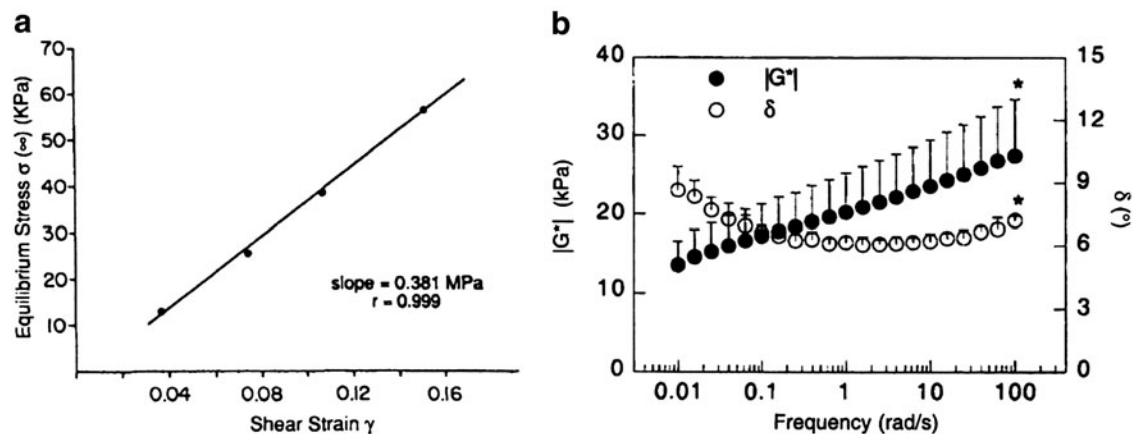 a
Equilibrium Stress σ (∞) (KPa)
70
60
50
40
30
20
10
0.04
0.08
0.12
0.16
Shear Strain γ
slope = 0.381 MPa
r = 0.999
b
|G*| (kPa)
40
30
20
10
0
|G*|
δ
*
*
0.01
0.1
1
10
100
Frequency (rad/s)
15
12
9
6
3
0
δ (°)